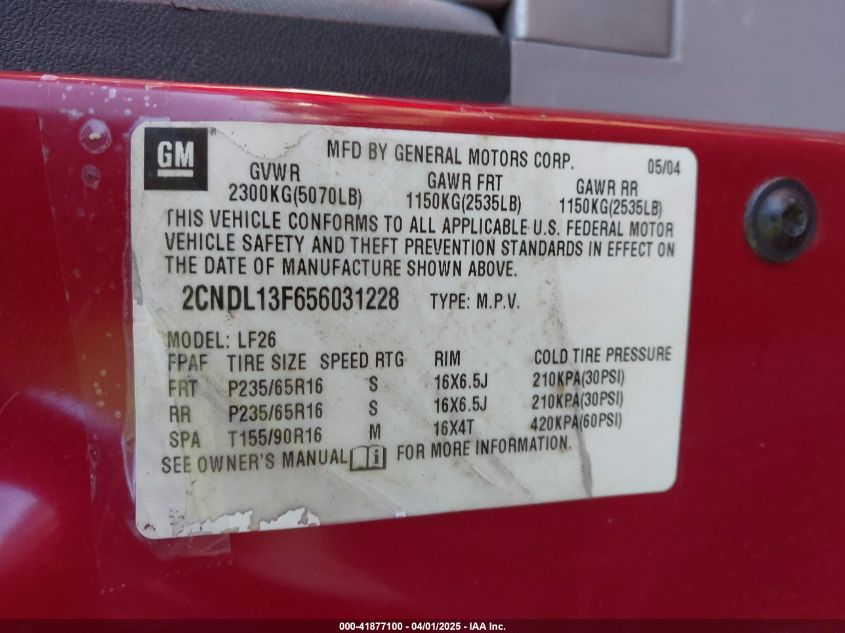 GM
MFD BY GENERAL MOTORS CORP. 05/04
GVWR GAWR FRT GAWR RR
2300KG(5070LB) 1150KG(2535LB) 1150KG(2535LB)
THIS VEHICLE CONFORMS TO ALL APPLICABLE U.S. FEDERAL MOTOR
VEHICLE SAFETY AND THEFT PREVENTION STANDARDS IN EFFECT ON
THE DATE OF MANUFACTURE SHOWN ABOVE.
2CNDL13F656031228 TYPE: M.P.V.
MODEL: LF26
FPAF TIRE SIZE SPEED RTG RIM COLD TIRE PRESSURE
FRT P235/65R16 S 16X6.5J 210KPA(30PSI)
RR P235/65R16 S 16X6.5J 210KPA(30PSI)
SPA T155/90R16 M 16X4T 420KPA(60PSI)
SEE OWNER'S MANUAL i FOR MORE INFORMATION.
000-41877100 - 04/01/2025 - IAA Inc.